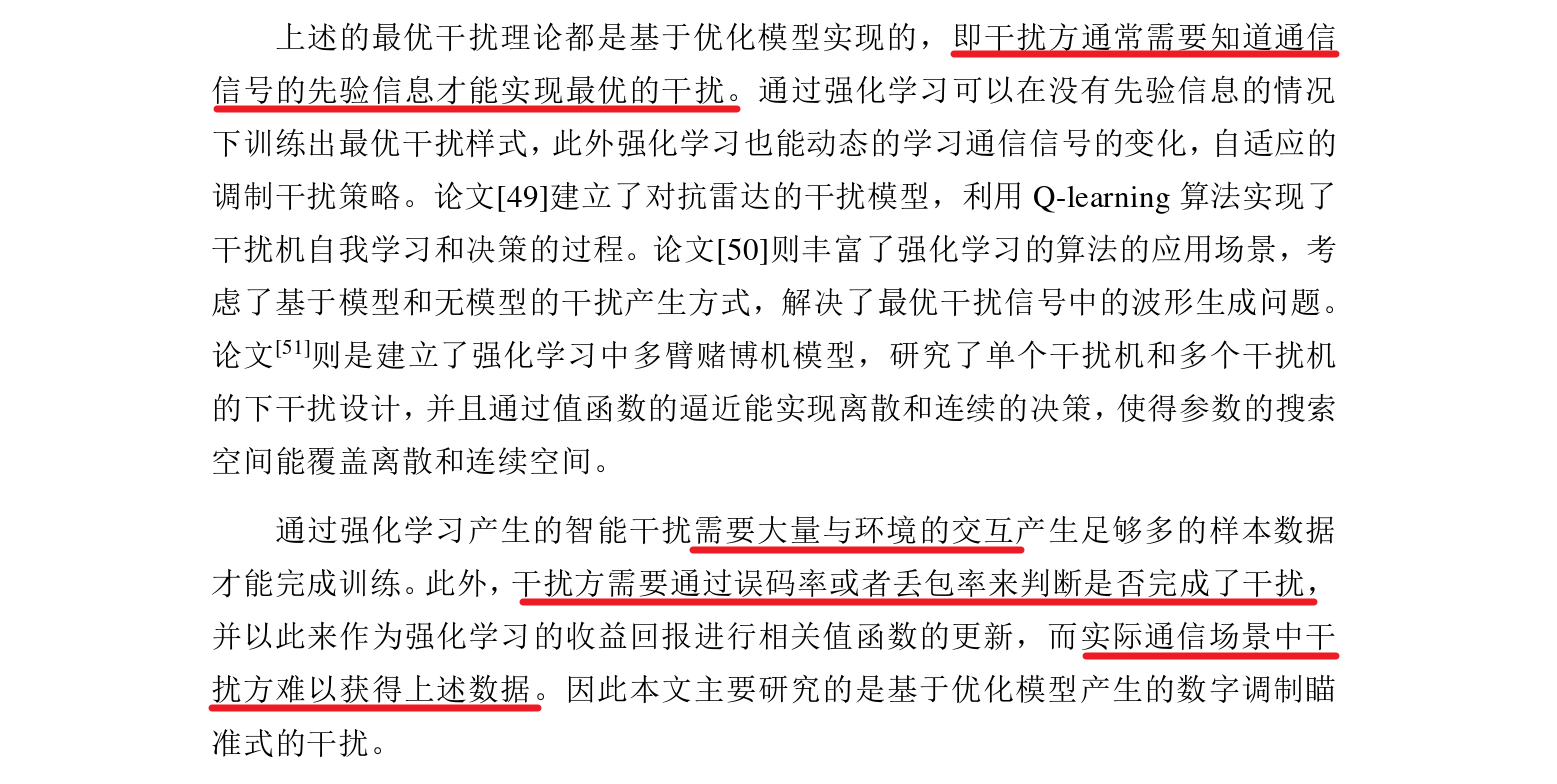 上述的最优干扰理论都是基于优化模型实现的，即干扰方通常需要知道通信
信号的先验信息才能实现最优的干扰。通过强化学习可以在没有先验信息的情况
下训练出最优干扰样式，此外强化学习也能动态的学习通信信号的变化，自适应的
调制干扰策略。论文[49]建立了对抗雷达的干扰模型，利用 Q-learning 算法实现了
干扰机自我学习和决策的过程。论文[50]则丰富了强化学习的算法的应用场景，考
虑了基于模型和无模型的干扰产生方式，解决了最优干扰信号中的波形生成问题。
论文[51]则是建立了强化学习中多臂赌博机模型，研究了单个干扰机和多个干扰机
的下干扰设计，并且通过值函数的逼近能实现离散和连续的决策，使得参数的搜索
空间能覆盖离散和连续空间。
通过强化学习产生的智能干扰需要大量与环境的交互产生足够多的样本数据
才能完成训练。此外，干扰方需要通过误码率或者丢包率来判断是否完成了干扰，
并以此来作为强化学习的收益回报进行相关值函数的更新，而实际通信场景中干
扰方难以获得上述数据。因此本文主要研究的是基于优化模型产生的数字调制瞄
准式的干扰。